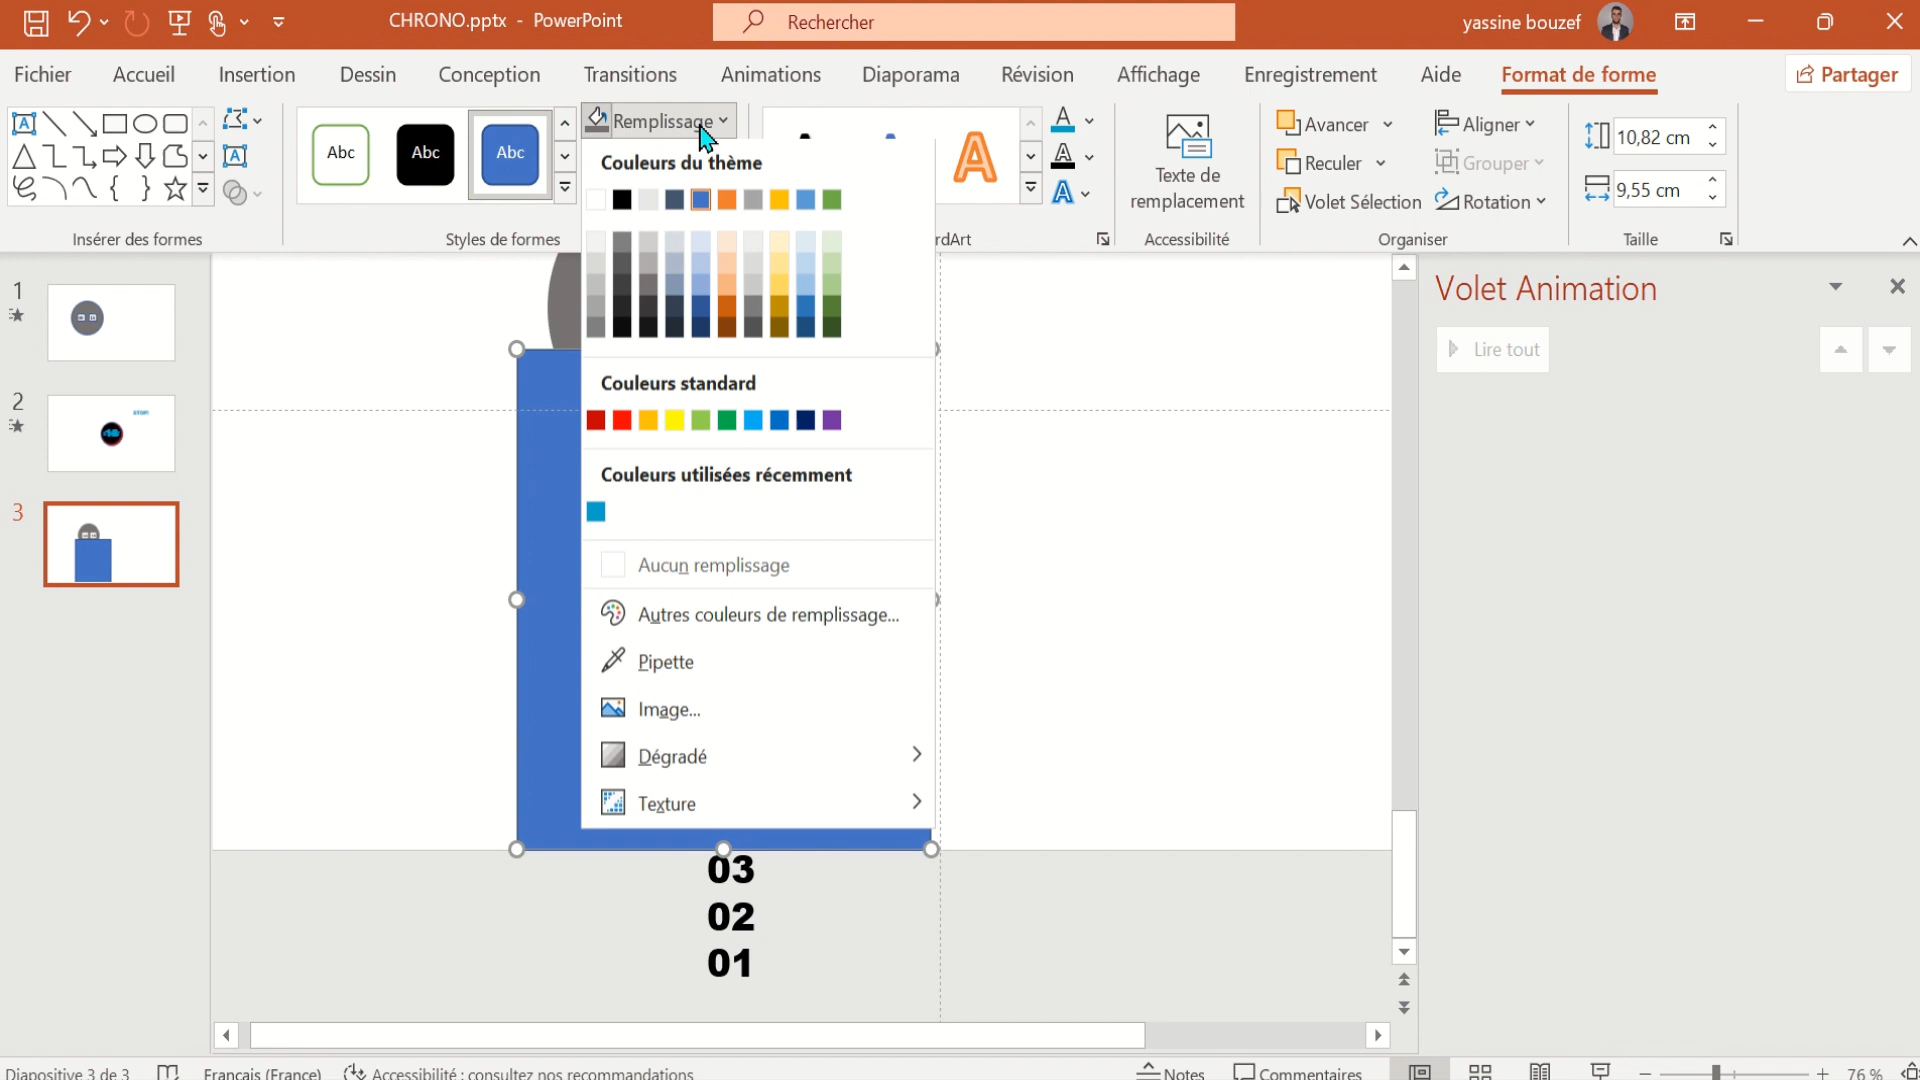 CHRONO.pptx - PowerPoint
Rechercher
yassine bouzef
Fichier Accueil Insertion Dessin Conception Transitions Animations Diaporama Révision Affichage Enregistrement Aide Format de forme Partager
Abc Abc Abc
Remplissage
Insérer des formes
Styles de formes
rdArt
Texte de
remplacement
Accessibilité
Avancer
Reculer
Volet Sélection
Aligner
Grouper
Rotation
Organiser
10,82 cm
9,55 cm
Taille
Couleurs du thème
Couleurs standard
Couleurs utilisées récemment
Aucun remplissage
Autres couleurs de remplissage...
Pipette
Image...
Dégradé
Texture
1
2
3
03
02
01
Volet Animation
Lire tout
Diapositive 3 de 3 Français (France) Accessibilité : consultez nos recommandations Notes Commentaires 76 %